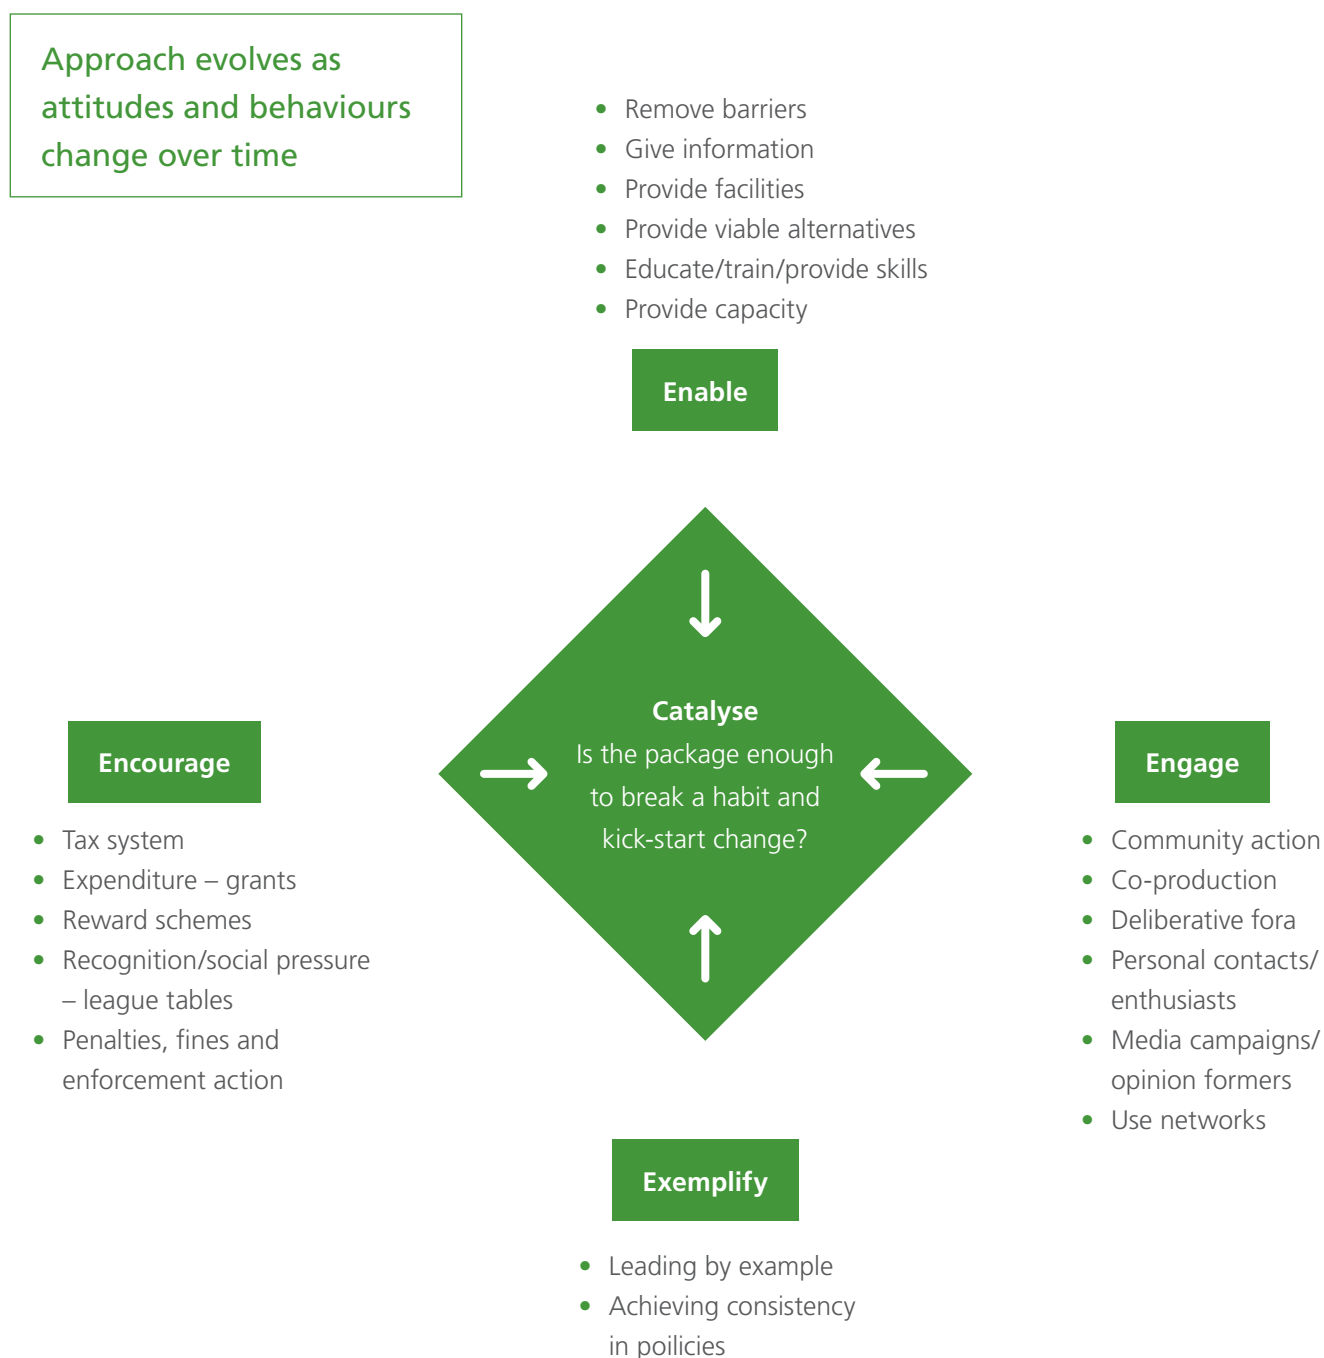 Approach evolves as
attitudes and behaviours
change over time
• Remove barriers
• Give information
• Provide facilities
• Provide viable alternatives
• Educate/train/provide skills
• Provide capacity
Enable
Catalyse
Is the package enough
to break a habit and
kick-start change?
Encourage
• Tax system
• Expenditure – grants
• Reward schemes
• Recognition/social pressure
– league tables
• Penalties, fines and
enforcement action
Engage
• Community action
• Co-production
• Deliberative fora
• Personal contacts/
enthusiasts
• Media campaigns/
opinion formers
• Use networks
Exemplify
• Leading by example
• Achieving consistency
in poilicies